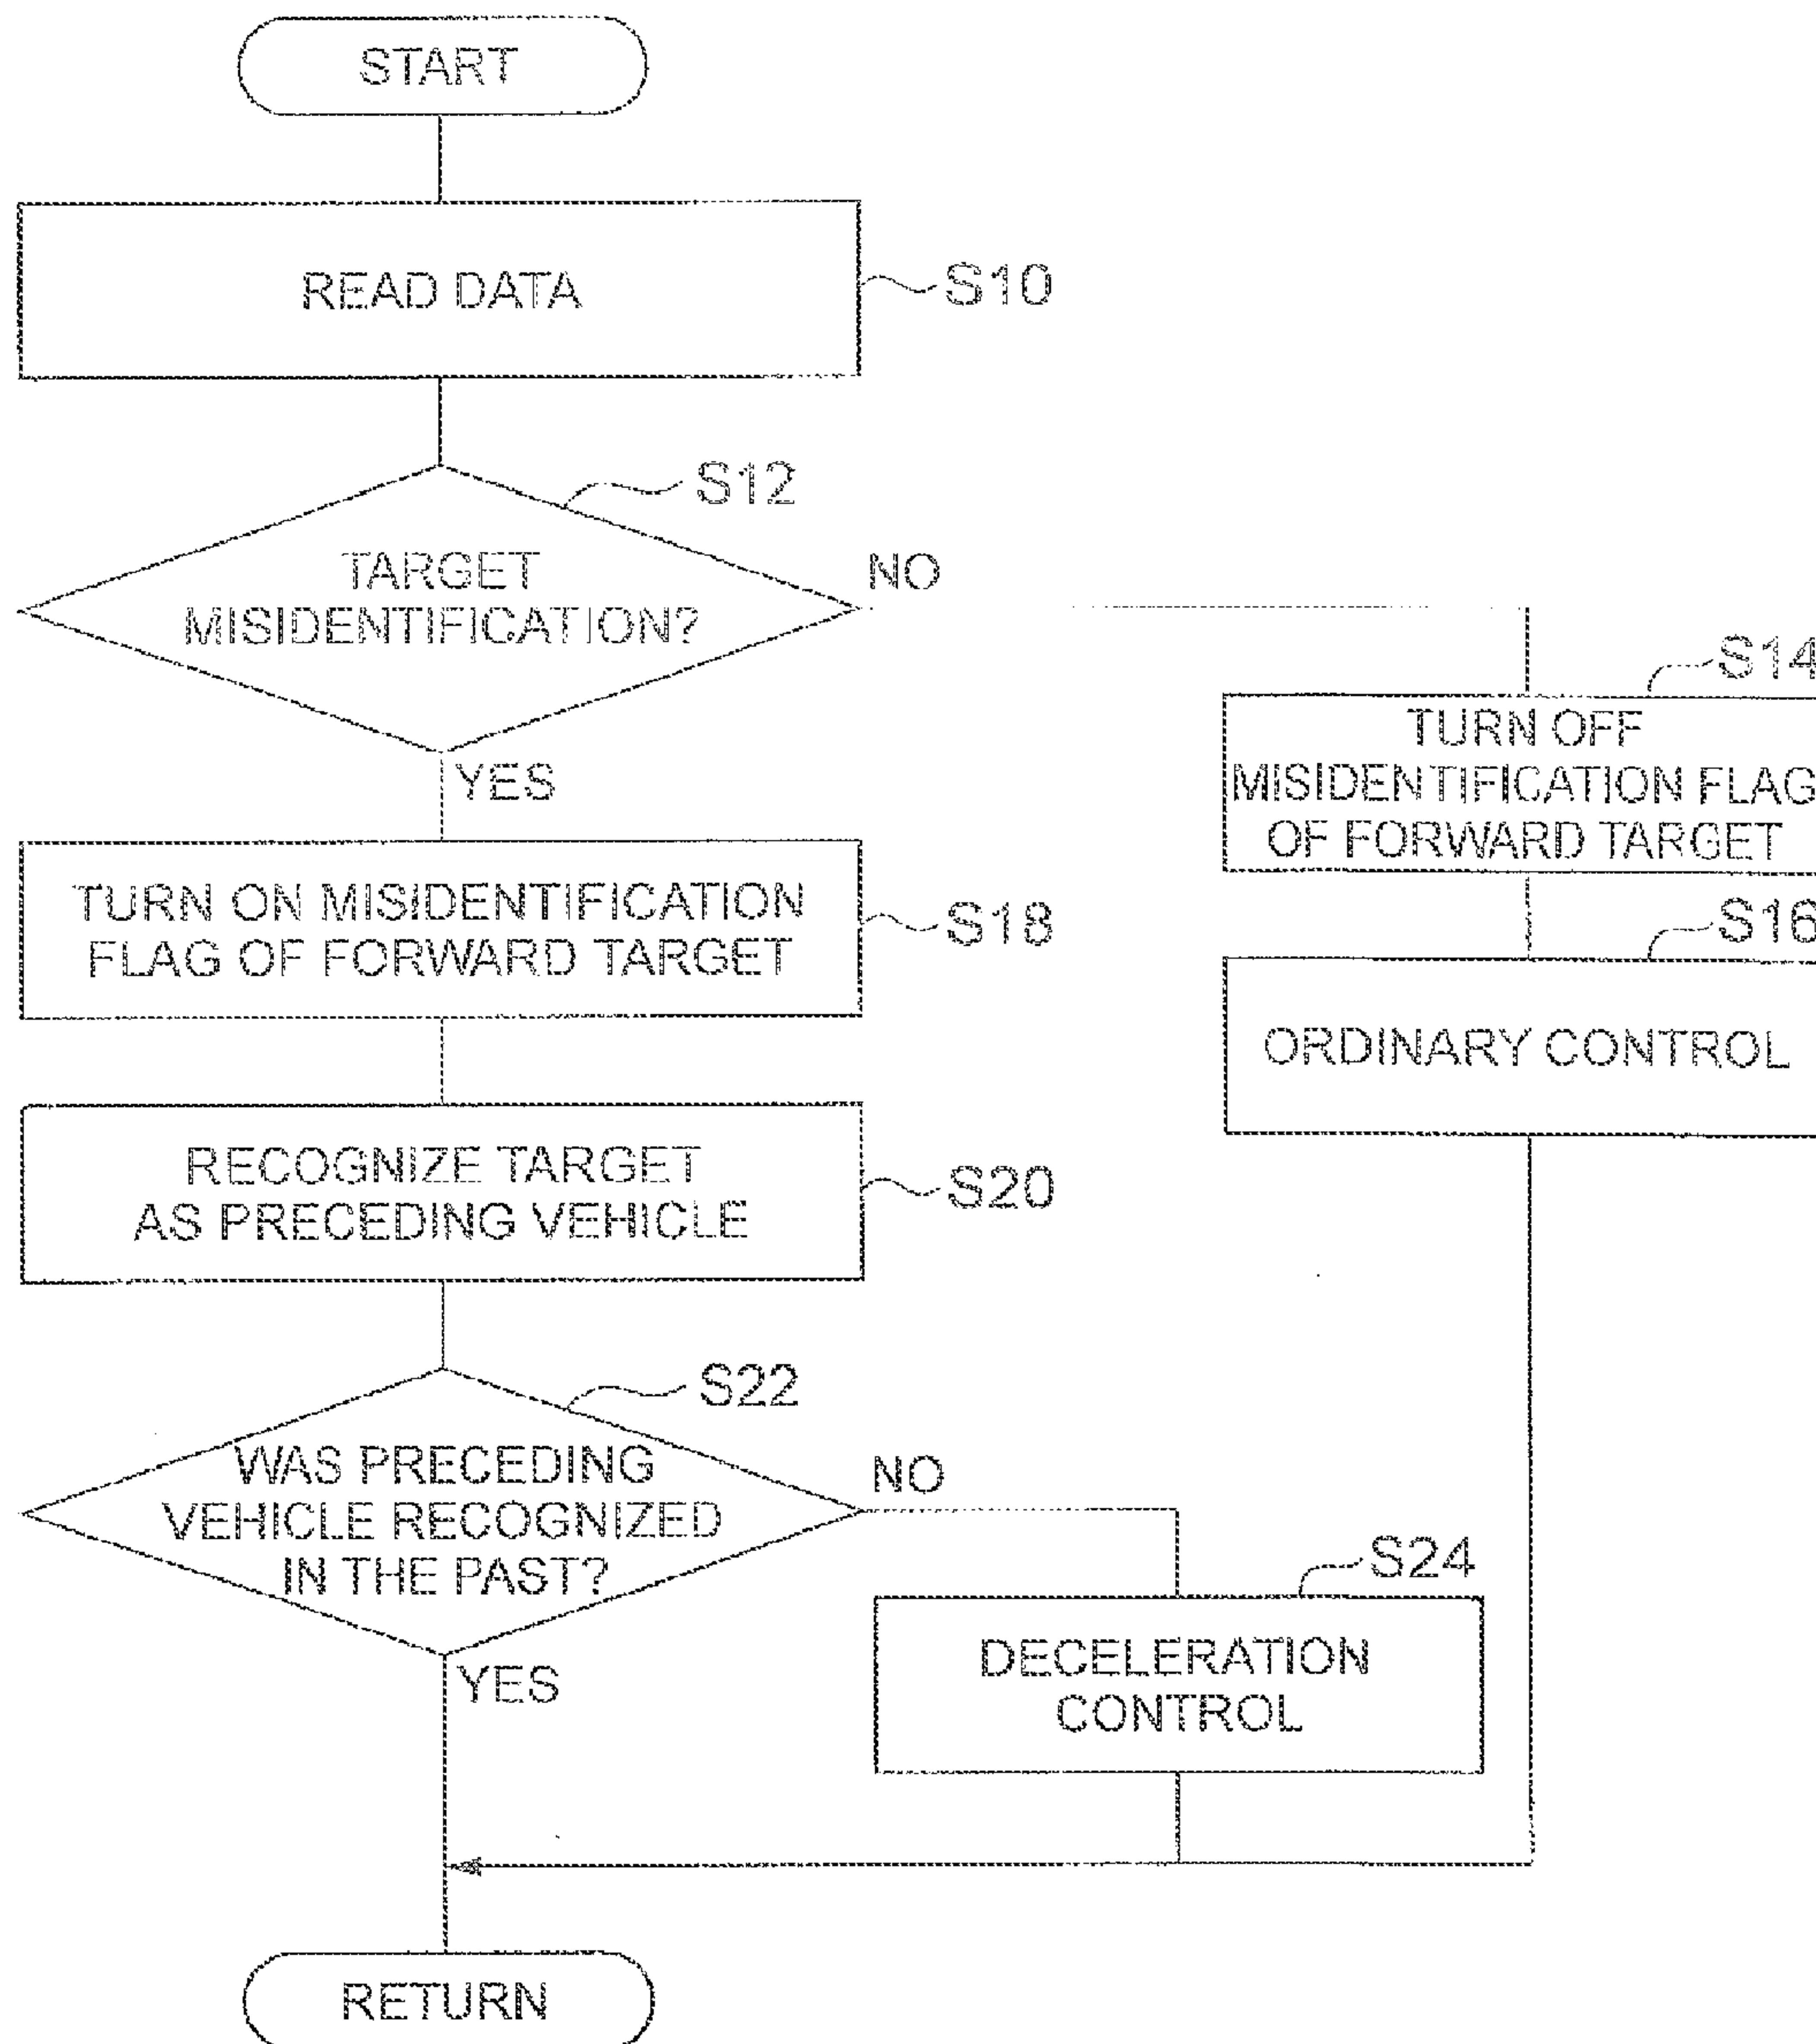 START
READ DATA
S10
S12
TARGET
MISIDENTIFICATION?
NO
YES
S14
TURN OFF
MISIDENTIFICATION FLAG
OF FORWARD TARGET
TURN ON MISIDENTIFICATION
FLAG OF FORWARD TARGET
S18
S16
ORDINARY CONTROL
RECOGNIZE TARGET
AS PRECEDING VEHICLE
S20
S22
WAS PRECEDING
VEHICLE RECOGNIZED
IN THE PAST?
NO
YES
S24
DECELERATION
CONTROL
RETURN